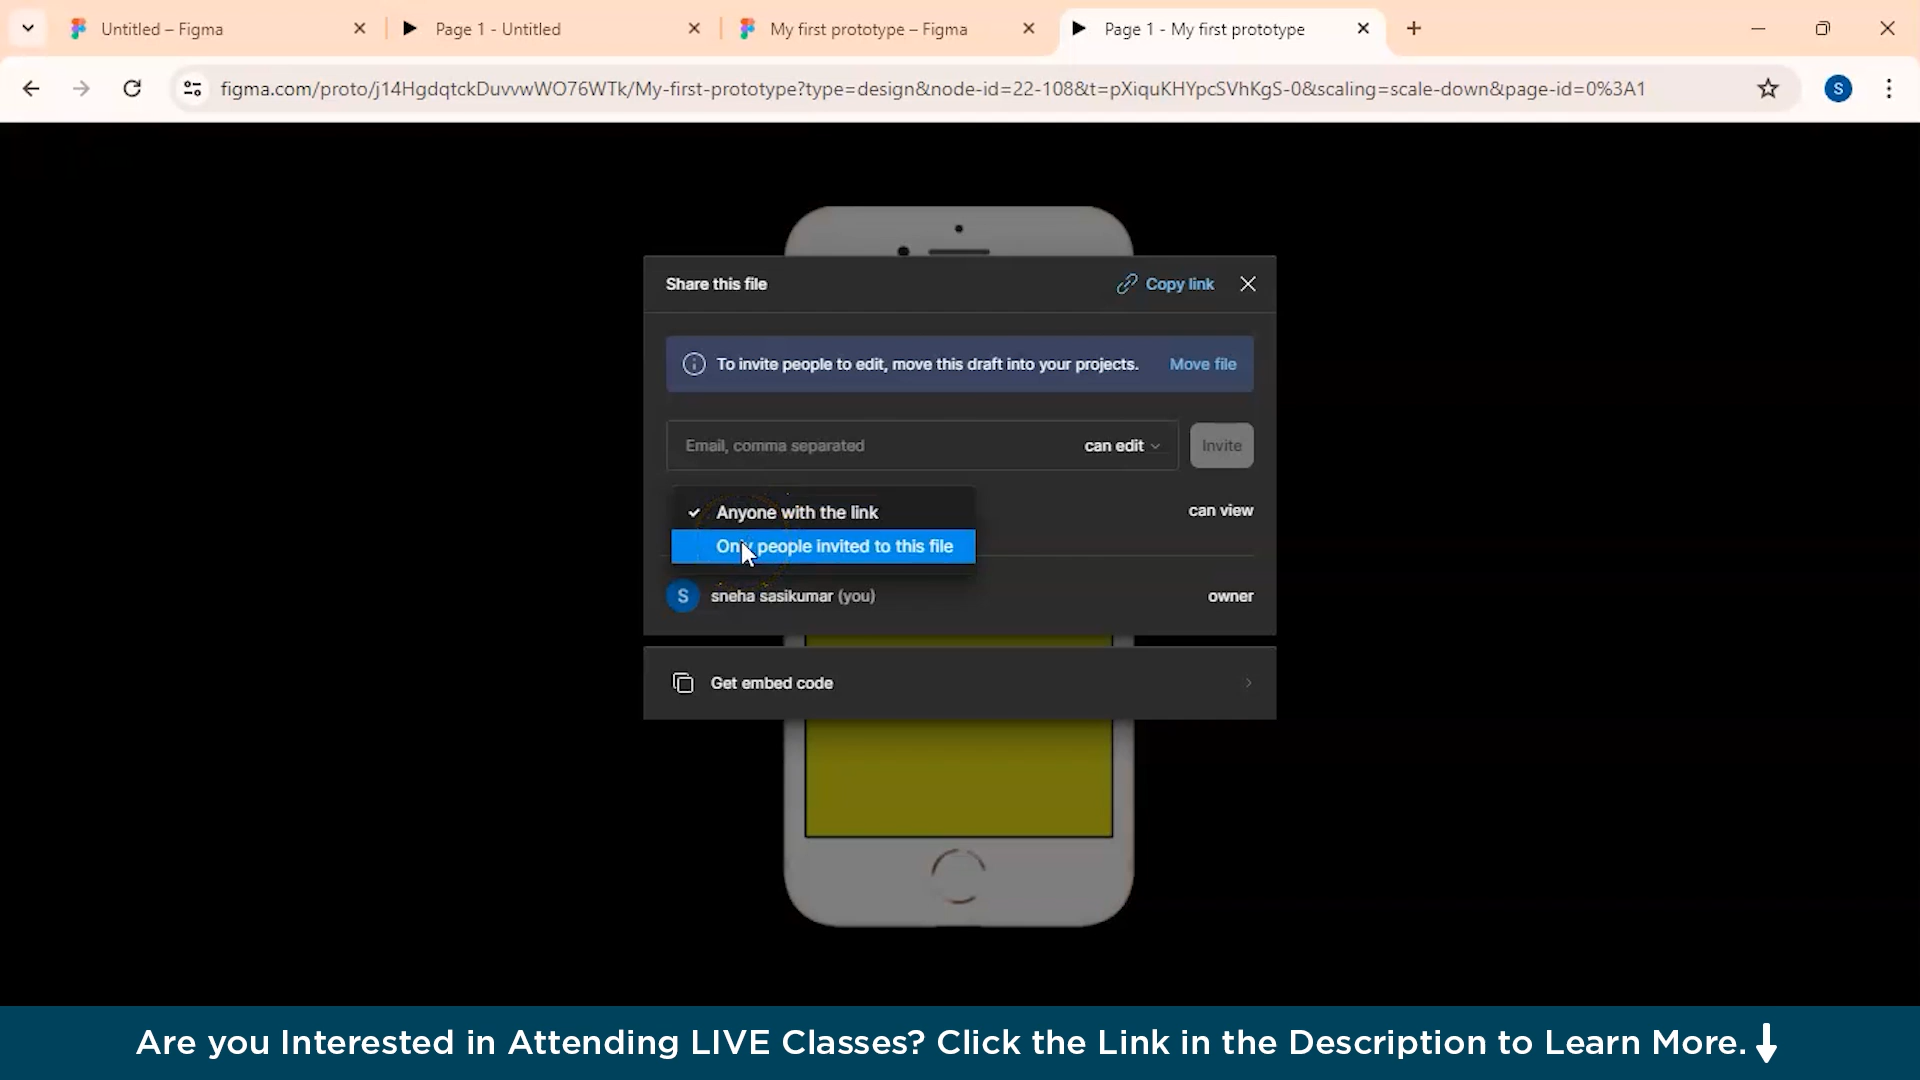 Untitled – Figma
Page 1 - Untitled
My first prototype – Figma
Page 1 - My first prototype
figma.com/proto/j14HgdqtckDuvvwWO76WTk/My-first-prototype?type=design&node-id=22-108&t=pXiquKHYpcSVhKgS-0&scaling=scale-down&page-id=0%3A1
S
Share this file
Copy link
To invite people to edit, move this draft into your projects.
Move file
Email, comma separated
can edit
Invite
Anyone with the link
can view
Only people invited to this file
S
sneha sasikumar (you)
owner
Get embed code
Are you Interested in Attending LIVE Classes? Click the Link in the Description to Learn More.